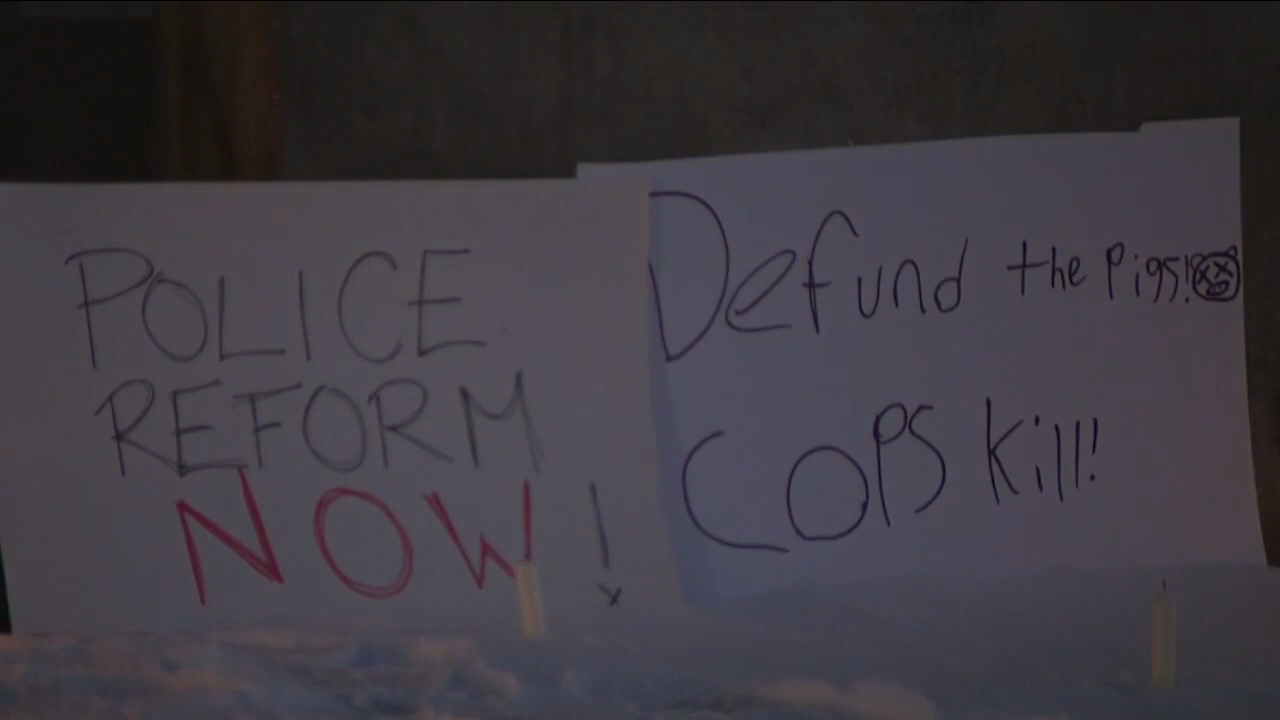 POLICE
REFORM
NOW!
Defund the Pigs!
COPS Kill!